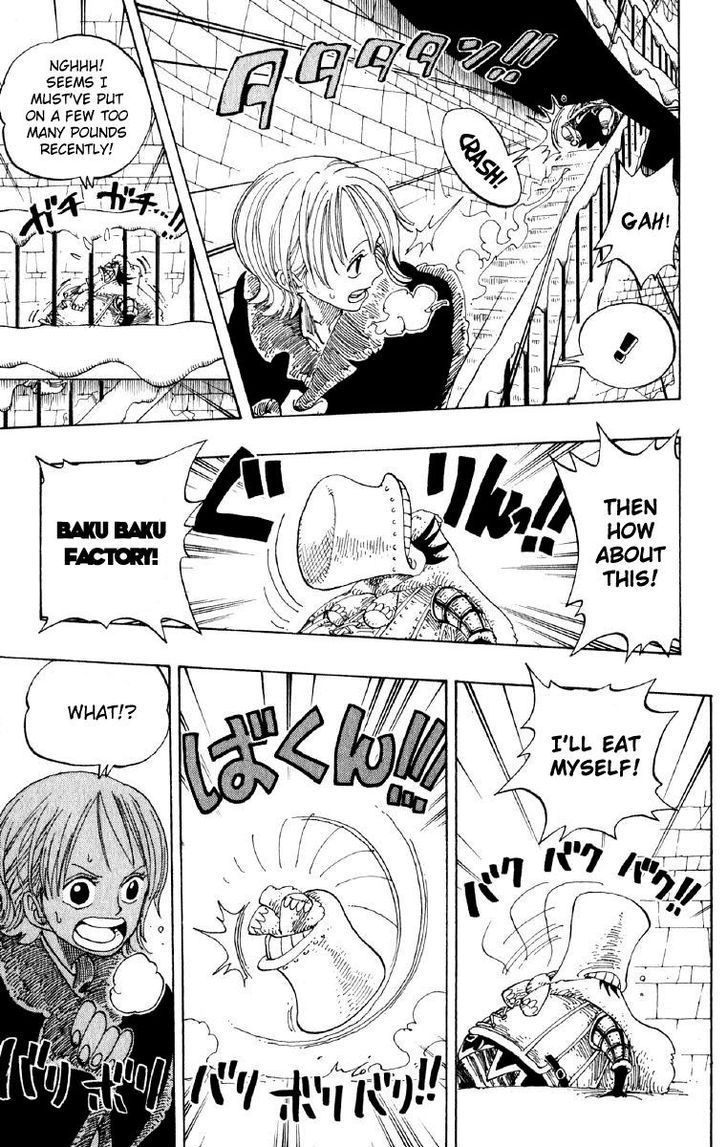 タタタタンッ!!
CRASH!
GAH!
!!
NGHHH!
SEEMS I
MUST'VE PUT
ON A FEW TOO
MANY POUNDS
RECENTLY!
ガチ ガチ...!!
THEN
HOW
ABOUT
THIS!
ぐりんっ!!
BAKU BAKU
FACTORY!
I'LL EAT
MYSELF!
バク バク バク!!
ばくん!!!
バリ ボリ バリ!!
WHAT!?
バリ ボリ